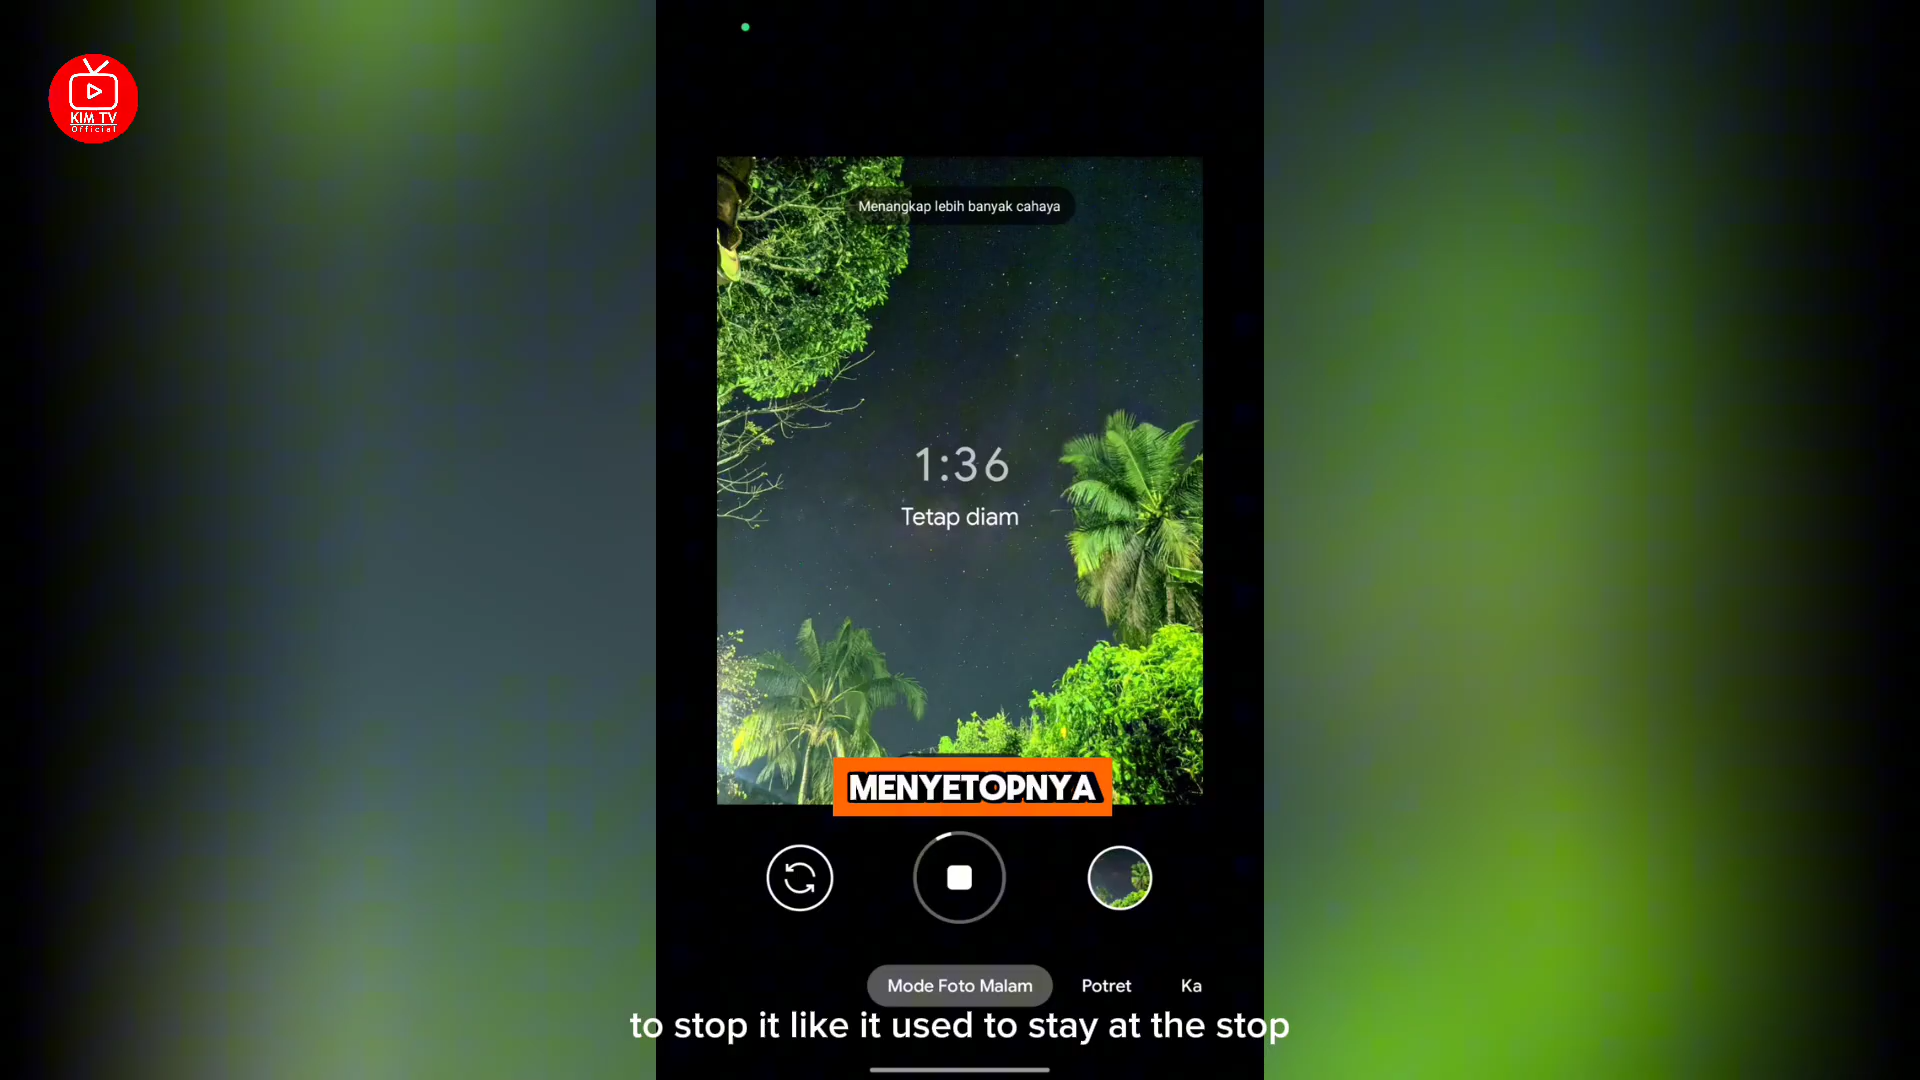 KIM TV
Official
Menangkap lebih banyak cahaya
1:36
Tetap diam
MENYETOPNYA
Mode Foto Malam
Potret
Ka
to stop it like it used to stay at the stop